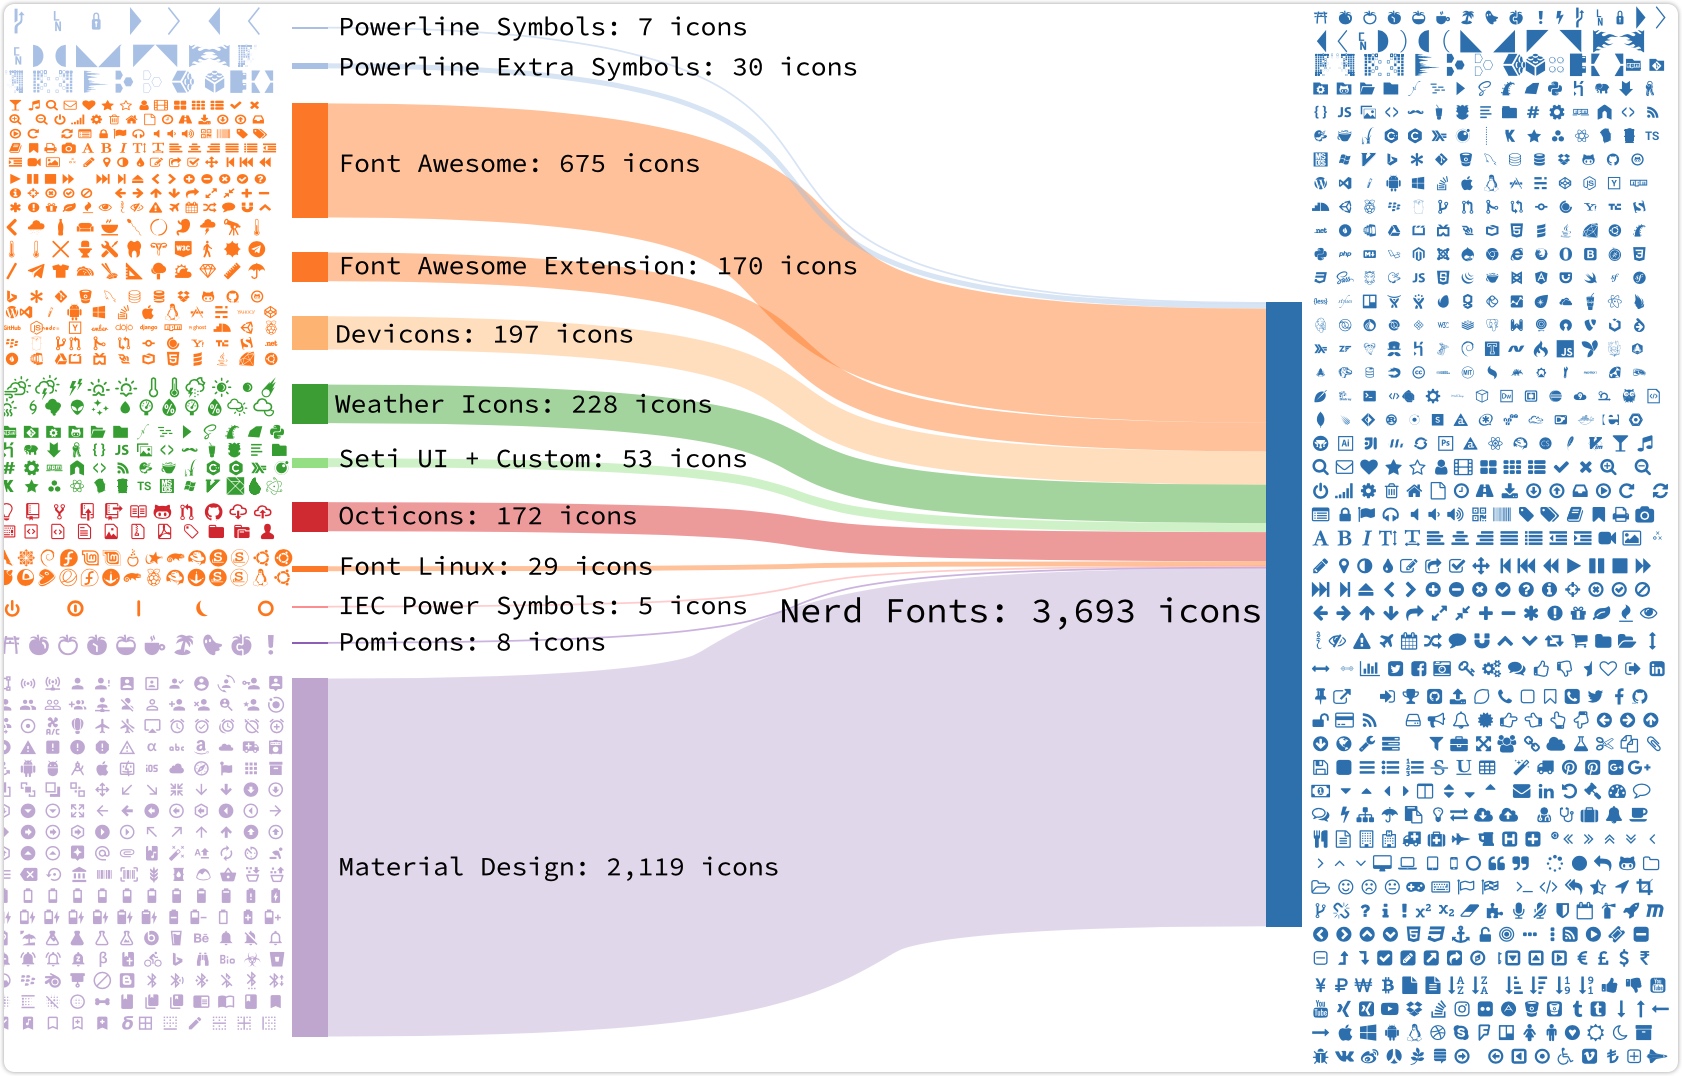 Powerline Symbols: 7 icons
Powerline Extra Symbols: 30 icons
Font Awesome: 675 icons
Font Awesome Extension: 170 icons
Devicons: 197 icons
Weather Icons: 228 icons
Seti UI + Custom: 53 icons
Octicons: 172 icons
Font Linux: 29 icons
IEC Power Symbols: 5 icons
Pomicons: 8 icons
Nerd Fonts: 3,693 icons
Material Design: 2,119 icons